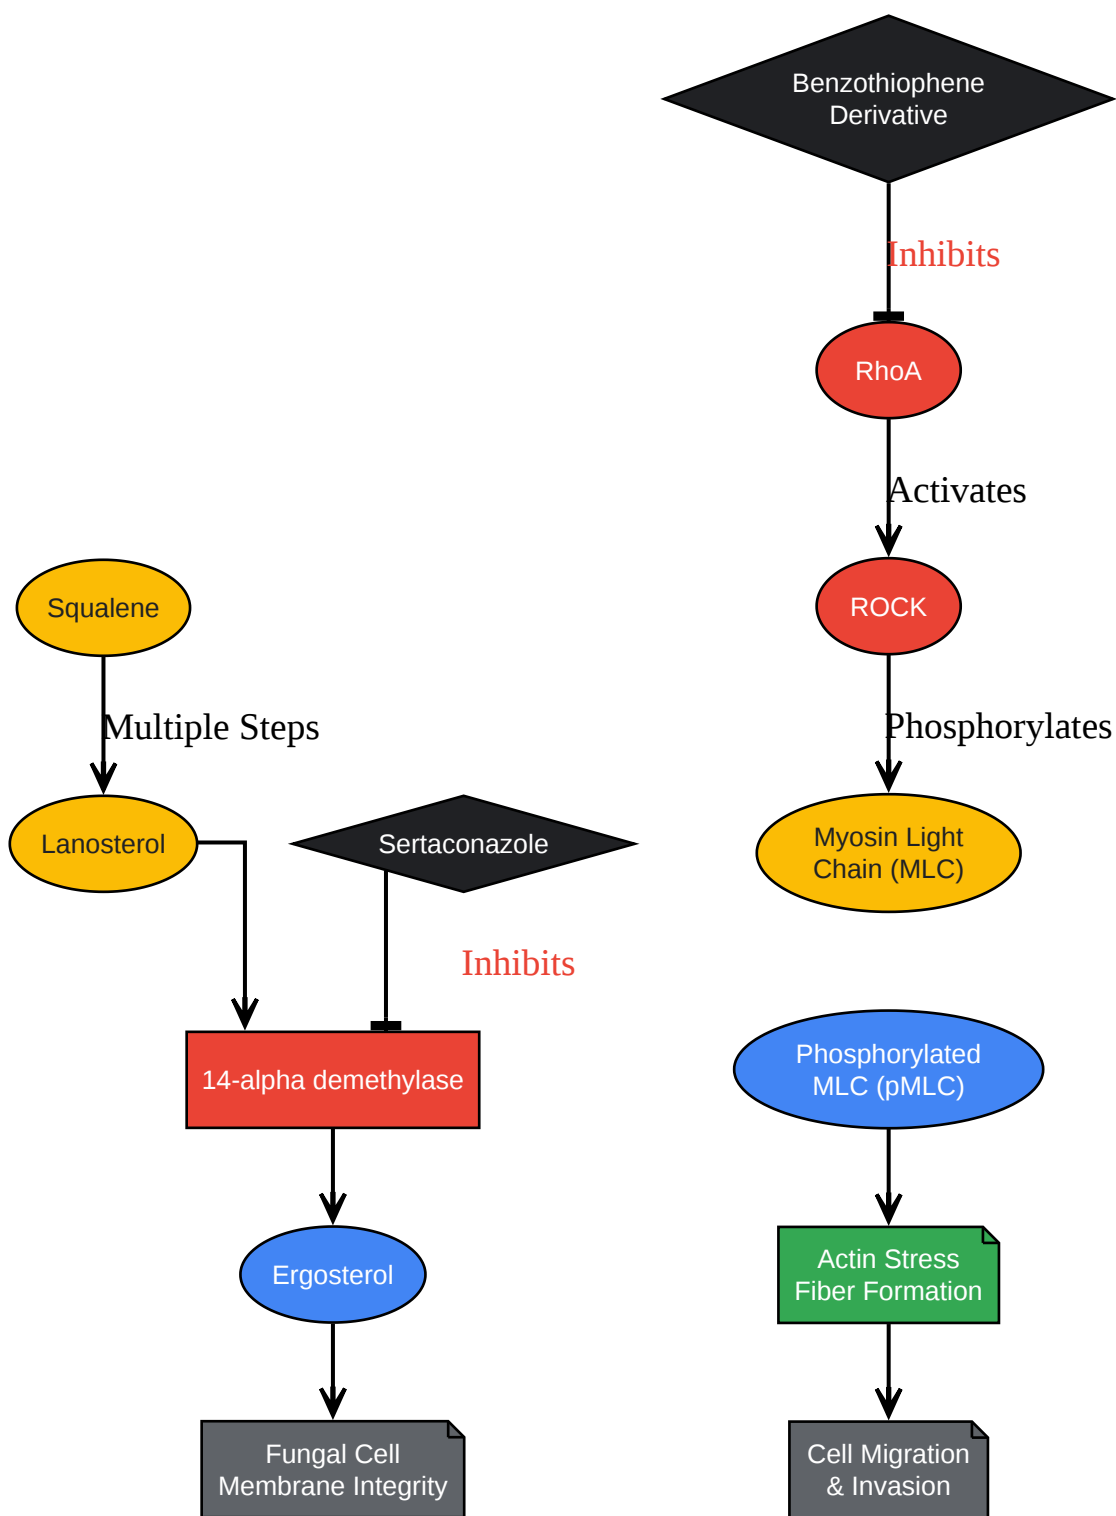 Benzothiophene
Derivative
Inhibits
RhoA
Activates
ROCK
Phosphorylates
Myosin Light
Chain (MLC)
Phosphorylated
MLC (pMLC)
Actin Stress
Fiber Formation
Cell Migration
& Invasion
Squalene
Multiple Steps
Lanosterol
Sertaconazole
Inhibits
14-alpha demethylase
Ergosterol
Fungal Cell
Membrane Integrity